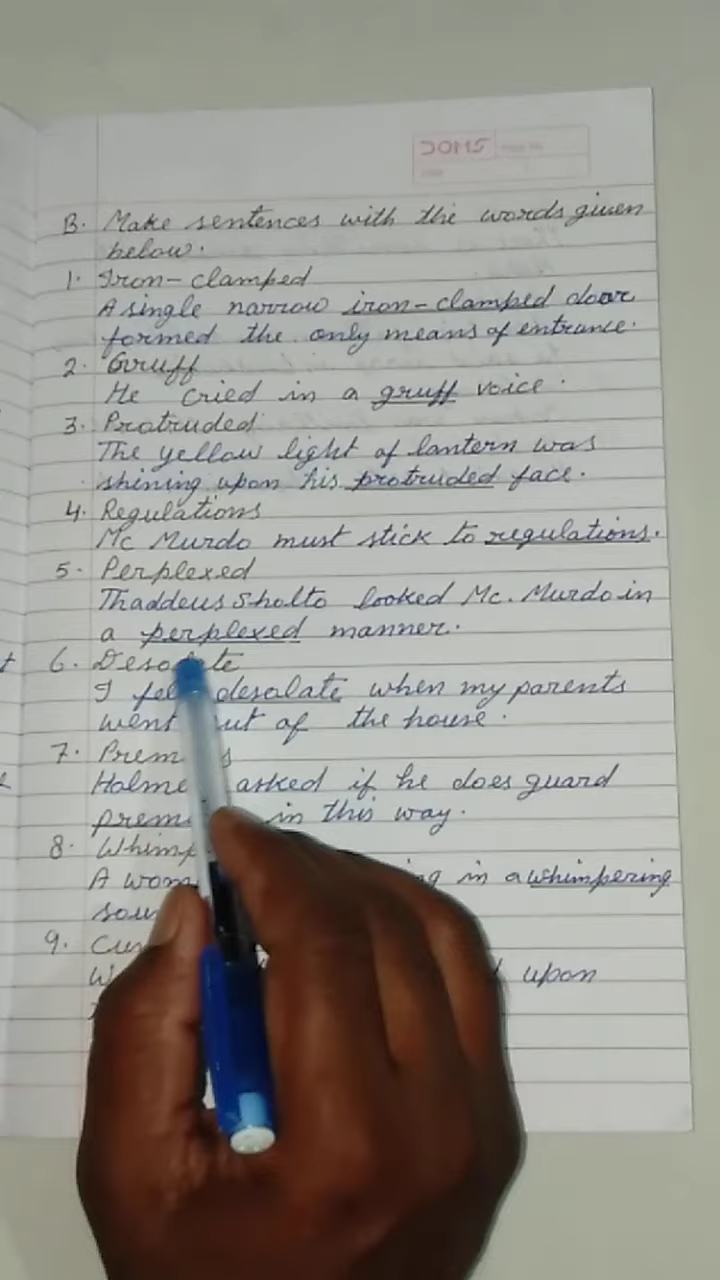 DOMS
B. Make sentences with the words given
below.
1. Iron-clamped
A single narrow iron-clamped door
formed the only means of entrance.
2. Gruff
He cried in a gruff voice.
3. Protruded
The yellow light of lantern was
shining upon his protruded face.
4. Regulations
Mc Murdo must stick to regulations.
5. Perplexed
Thaddeus Sholto looked Mc. Murdo in
a perplexed manner.
6. Desolate
I desolate when my parents
went of the house.
7.
asked if he does guard
in this way.
8.
A in a whimpering
9.
upon